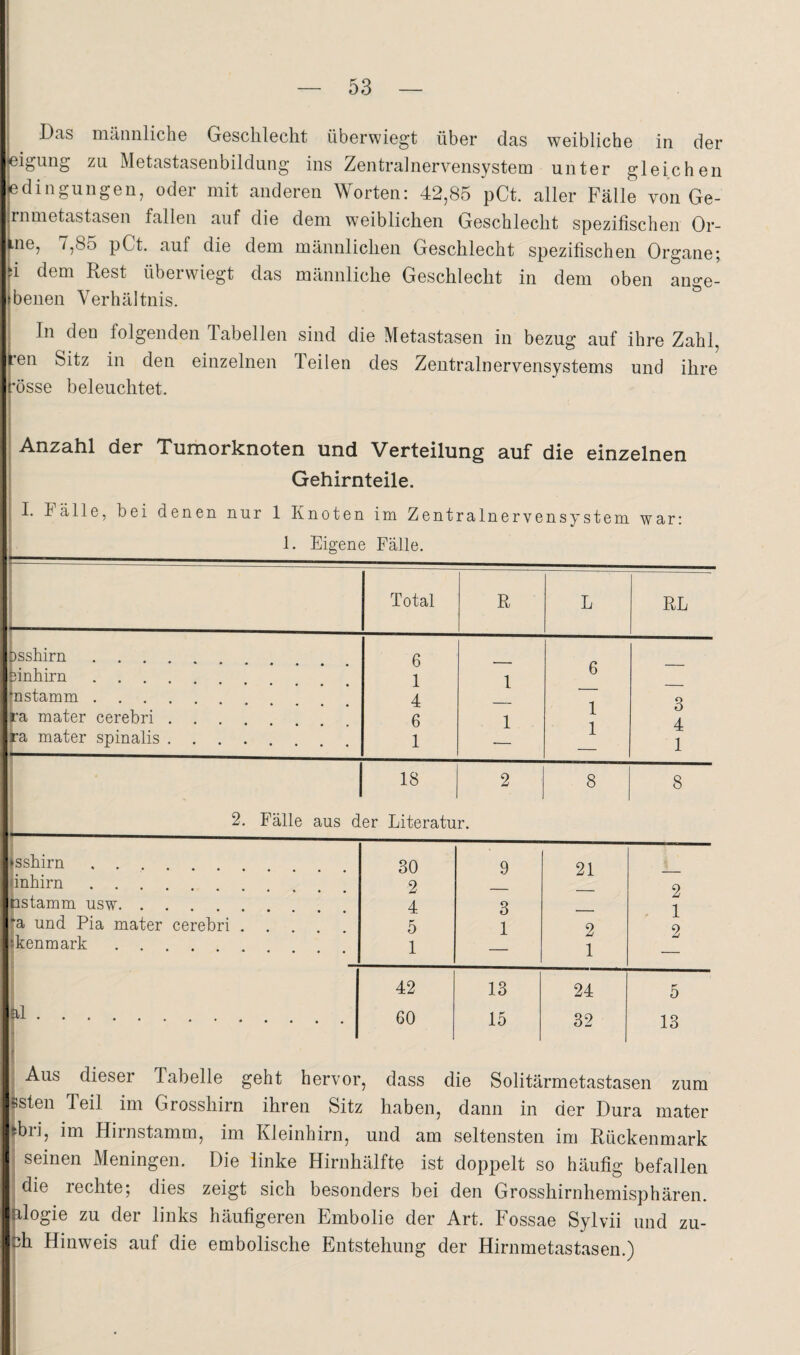 — 53 —
Das männliche Geschlecht überwiegt über das weibliche in der
eigung zu Metastasenbildung ins Zentralnervensystem unter gleichen
edingungen, oder mit anderen Worten: 42,85 pCt. aller Fälle von Ge-
rnmetastasen fallen auf die dem weiblichen Geschlecht spezifischen Or-
ne, 7,85 pCt. auf die dem männlichen Geschlecht spezifischen Organe;
i dem Rest überwiegt das männliche Geschlecht in dem oben ange-
benen Verhältnis.
In den folgenden Tabellen sind die Metastasen in bezug auf ihre Zahl,
ren Sitz in den einzelnen Teilen des Zentralnervensystems und ihre
rösse beleuchtet.
Anzahl der Tumorknoten und Verteilung auf die einzelnen
Gehirnteile.
I. Fälle, bei denen nur 1 Knoten im Zentralnervensystem war:
1. Eigene Fälle.
Total R L RL
osshirn . . . . . . . . . . . 6 — 6 —
einhirn . . . . . . . . . . . 1 1 — —
nstamm . . . . . . . . . . . 4 — 1 3
ra mater cerebri . . . . . . . . 6 1 1 4
ra mater spinalis . . . . . . . . 1 — — 1
18 2 8 8
2. Fälle aus der Literatur.
sshirn . . . . . . . . . . . 30 9 21 —
inhirn . . . . . . . . . . . 2 — — 2
nstamm usw. . . . . . . . . . 4 3 — 1
ra und Pia mater cerebri . . . . . 5 1 2 2
kenmark . . . . . . . . . . 1 — 1 —
42 13 24 5
al . . . . . . . . . . . . . 60 15 32 13
Aus dieser Tabelle geht hervor, dass die Solitärmetastasen zum
ssten Teil im Grosshirn ihren Sitz haben, dann in der Dura mater
ebri, im Hirnstamm, im Kleinhirn, und am seltensten im Rückenmark
seinen Meningen. Die linke Hirnhälfte ist doppelt so häufig befallen
die rechte; dies zeigt sich besonders bei den Grosshirnhemisphären.
alogie zu der links häufigeren Embolie der Art. Fossae Sylvii und zu-
ch Hinweis auf die embolische Entstehung der Hirnmetastasen.)